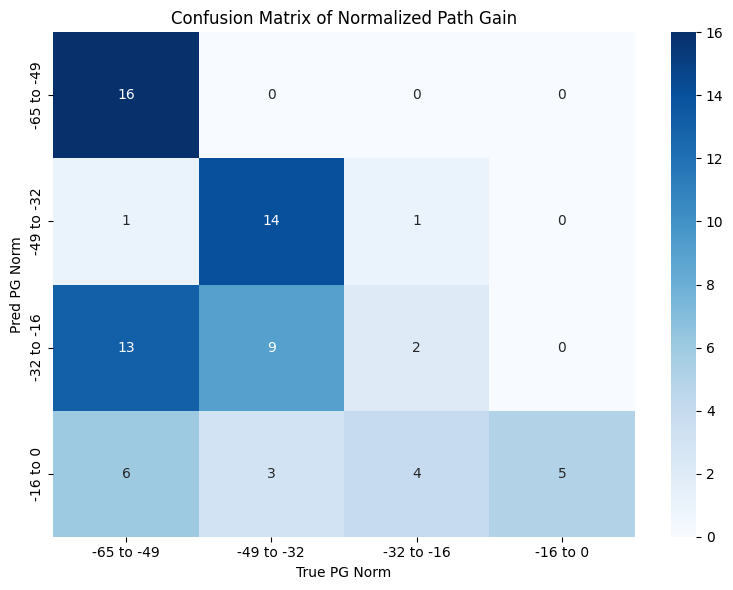 Confusion Matrix of Normalized Path Gain
Pred PG Norm
-65 to -49
16 0 0 0
-49 to -32
1 14 1 0
-32 to -16
13 9 2 0
-16 to 0
6 3 4 5
-65 to -49 -49 to -32 -32 to -16 -16 to 0
True PG Norm
16
14
12
10
8
6
4
2
0